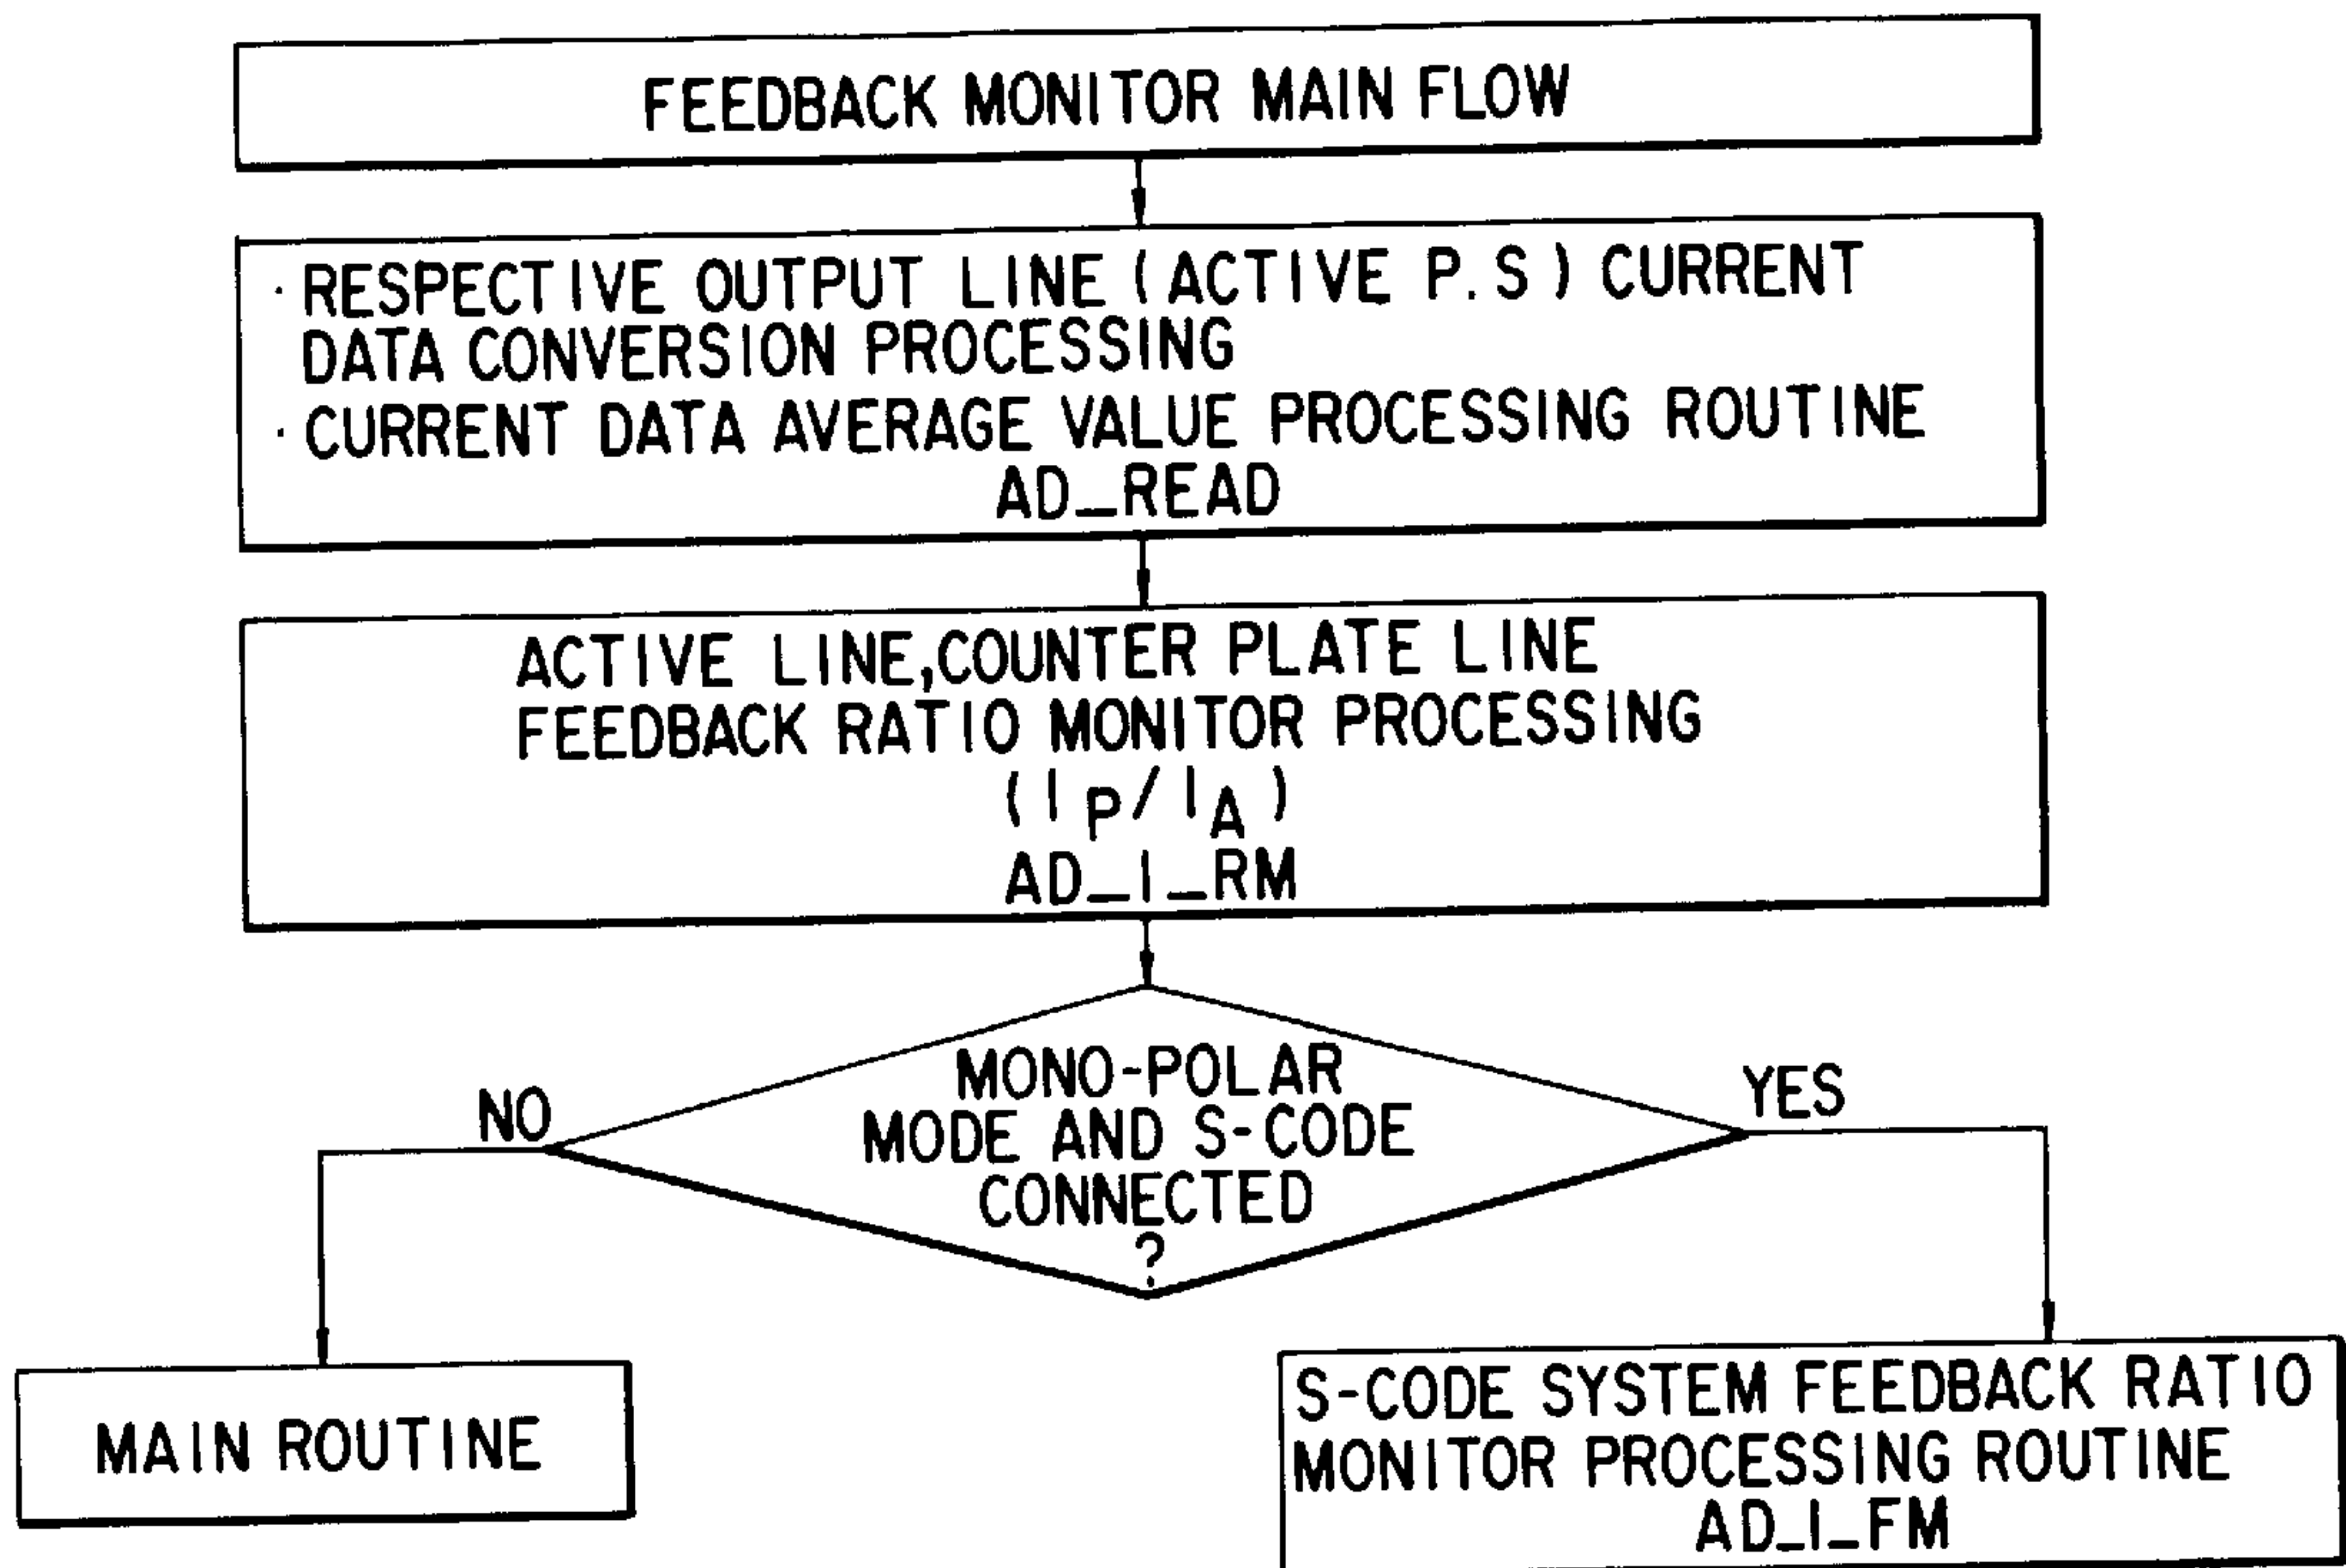 FEEDBACK MONITOR MAIN FLOW
· RESPECTIVE OUTPUT LINE (ACTIVE P.S) CURRENT
DATA CONVERSION PROCESSING
· CURRENT DATA AVERAGE VALUE PROCESSING ROUTINE
AD_READ
ACTIVE LINE,COUNTER PLATE LINE
FEEDBACK RATIO MONITOR PROCESSING
(IP/IA)
AD_I_RM
MONO-POLAR
MODE AND S-CODE
CONNECTED
?
NO
YES
MAIN ROUTINE
S-CODE SYSTEM FEEDBACK RATIO
MONITOR PROCESSING ROUTINE
AD_I_FM